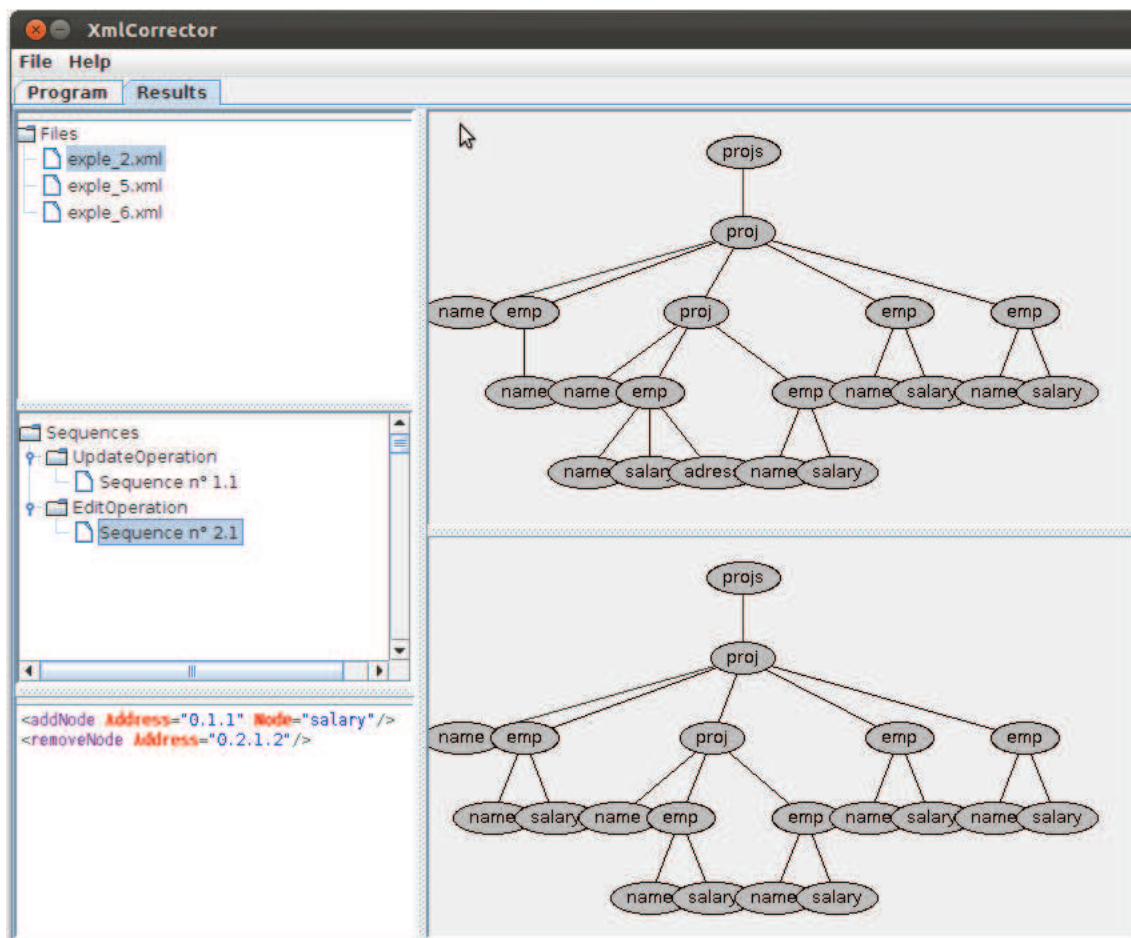 XmlCorrector
File Help
Program Results
Files
exple_2.xml
exple_5.xml
exple_6.xml
Sequences
UpdateOperation
Sequence n° 1.1
EditOperation
Sequence n° 2.1
<addNode Address="0.1.1" Node="salary"/>
<removeNode Address="0.2.1.2"/>
projs
proj
name emp proj emp emp
name name emp emp name salary name salary
name salary adress name salary
projs
proj
name emp proj emp emp
name salary name emp emp name salary name salary
name salary name salary